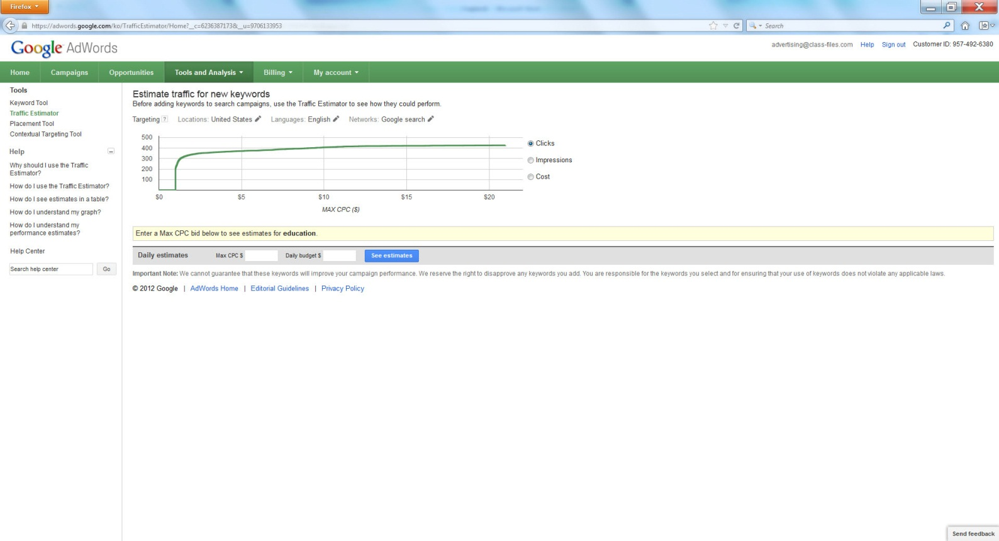 Firefox
https://adwords.google.com/ko/TrafficEstimator/Home?__c=6236387173&__u=9706133953
Search
Google AdWords
advertising@class-files.com Help Sign out Customer ID: 957-492-6380
Home Campaigns Opportunities Tools and Analysis Billing My account
Tools
Keyword Tool
Traffic Estimator
Placement Tool
Contextual Targeting Tool
Help
Why should I use the Traffic
Estimator?
How do I use the Traffic Estimator?
How do I see estimates in a table?
How do I understand my graph?
How do I understand my
performance estimates?
Help Center
Search help center Go
Estimate traffic for new keywords
Before adding keywords to search campaigns, use the Traffic Estimator to see how they could perform.
Targeting ? Locations: United States Languages: English Networks: Google search
500
400
300
200
100
$0 $5 $10 $15 $20
MAX CPC ($)
Clicks
Impressions
Cost
Enter a Max CPC bid below to see estimates for education.
Daily estimates Max CPC $ Daily budget $ See estimates
Important Note: We cannot guarantee that these keywords will improve your campaign performance. We reserve the right to disapprove any keywords you add. You are responsible for the keywords you select and for ensuring that your use of keywords does not violate any applicable laws.
© 2012 Google | AdWords Home | Editorial Guidelines | Privacy Policy
Send feedback